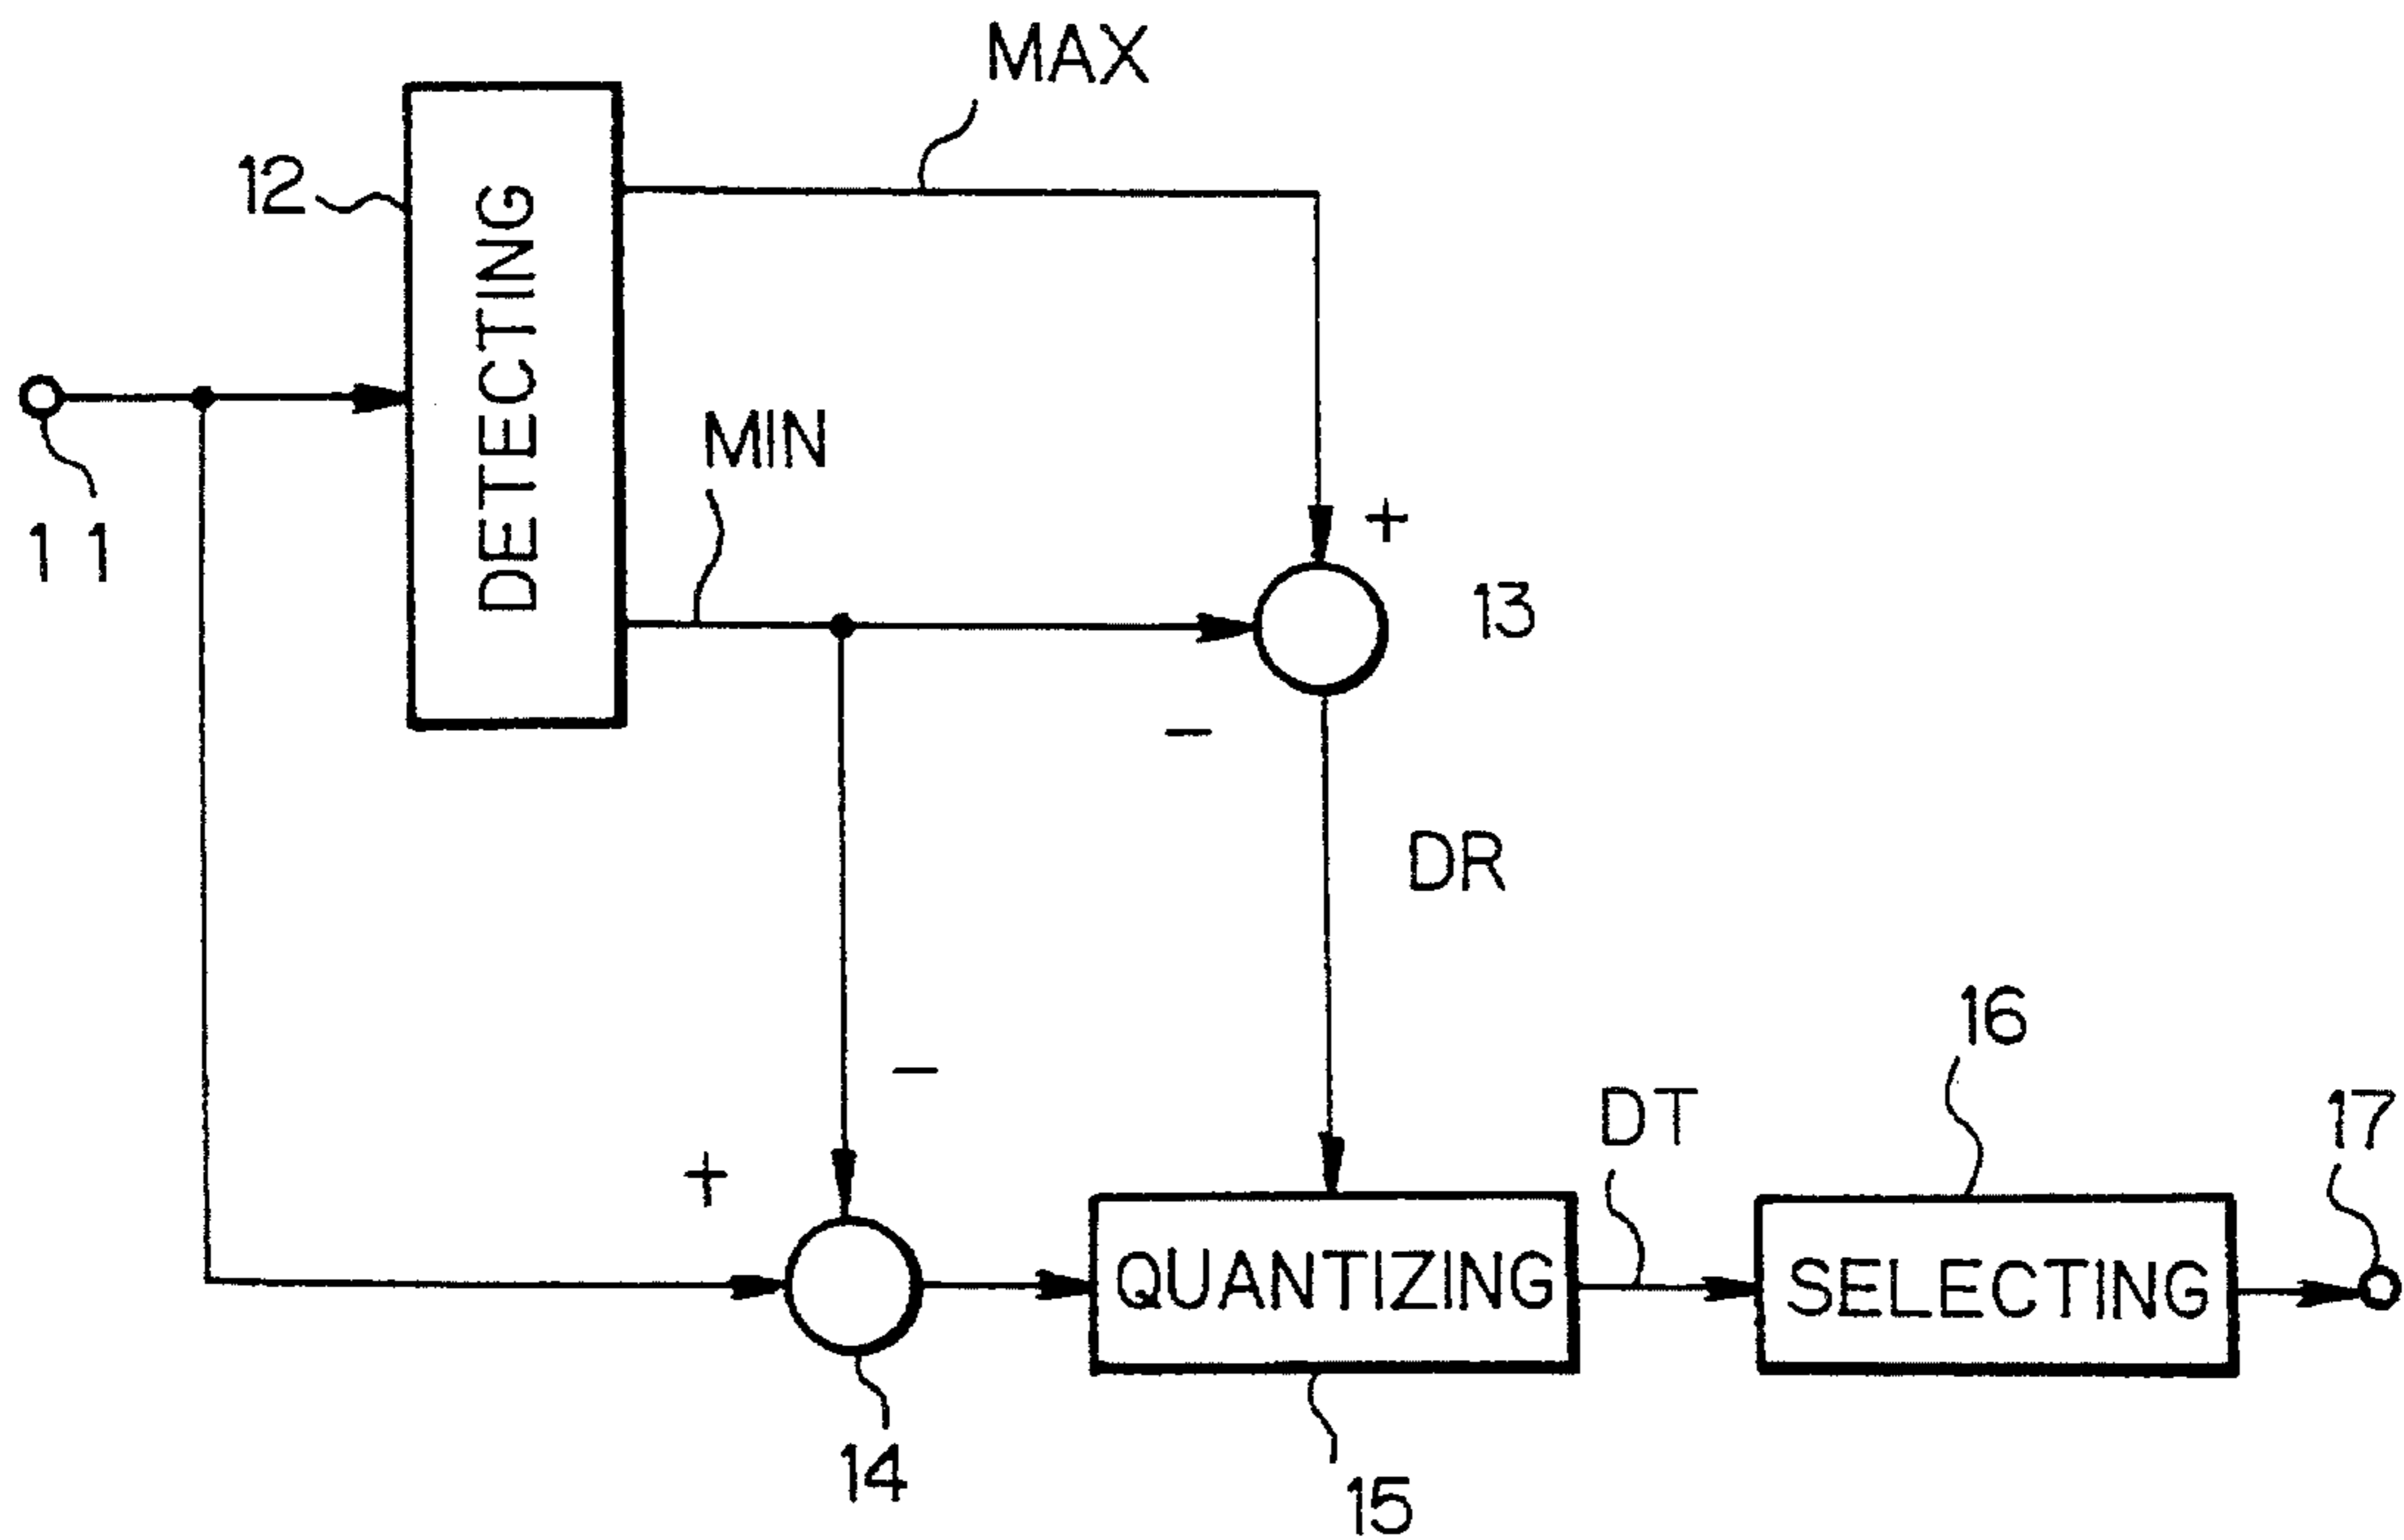 MAX
12
DETECTING
MIN
11
+
13
−
DR
−
16
DT
17
+
QUANTIZING
SELECTING
14
15